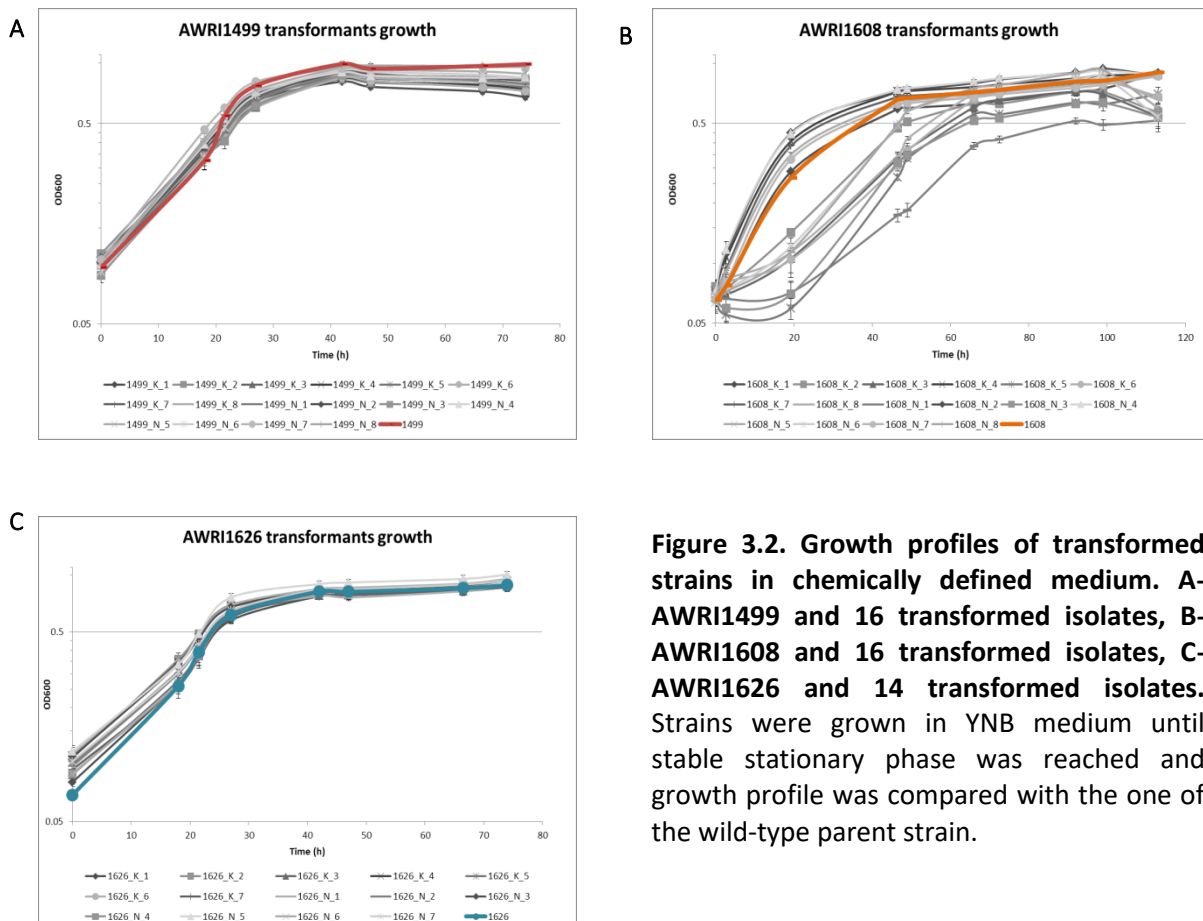 A
AWRI1499 transformants growth
0.5
OD600
0.05
0 10 20 30 40 50 60 70 80
Time (h)
1499_K_1 1499_K_2 1499_K_3 1499_K_4 1499_K_5 1499_K_6
1499_K_7 1499_K_8 1499_N_1 1499_N_2 1499_N_3 1499_N_4
1499_N_5 1499_N_6 1499_N_7 1499_N_8 1499
B
AWRI1608 transformants growth
0.5
OD600
0.05
0 20 40 60 80 100 120
Time (h)
1608_K_1 1608_K_2 1608_K_3 1608_K_4 1608_K_5 1608_K_6
1608_K_7 1608_K_8 1608_N_1 1608_N_2 1608_N_3 1608_N_4
1608_N_5 1608_N_6 1608_N_7 1608_N_8 1608
C
AWRI1626 transformants growth
0.5
OD600
0.05
0 10 20 30 40 50 60 70 80
Time (h)
1626_K_1 1626_K_2 1626_K_3 1626_K_4 1626_K_5
1626_K_6 1626_K_7 1626_N_1 1626_N_2 1626_N_3
1626_N_4 1626_N_5 1626_N_6 1626_N_7 1626
Figure 3.2. Growth profiles of transformed
strains in chemically defined medium. A-
AWRI1499 and 16 transformed isolates, B-
AWRI1608 and 16 transformed isolates, C-
AWRI1626 and 14 transformed isolates.
Strains were grown in YNB medium until
stable stationary phase was reached and
growth profile was compared with the one of
the wild-type parent strain.